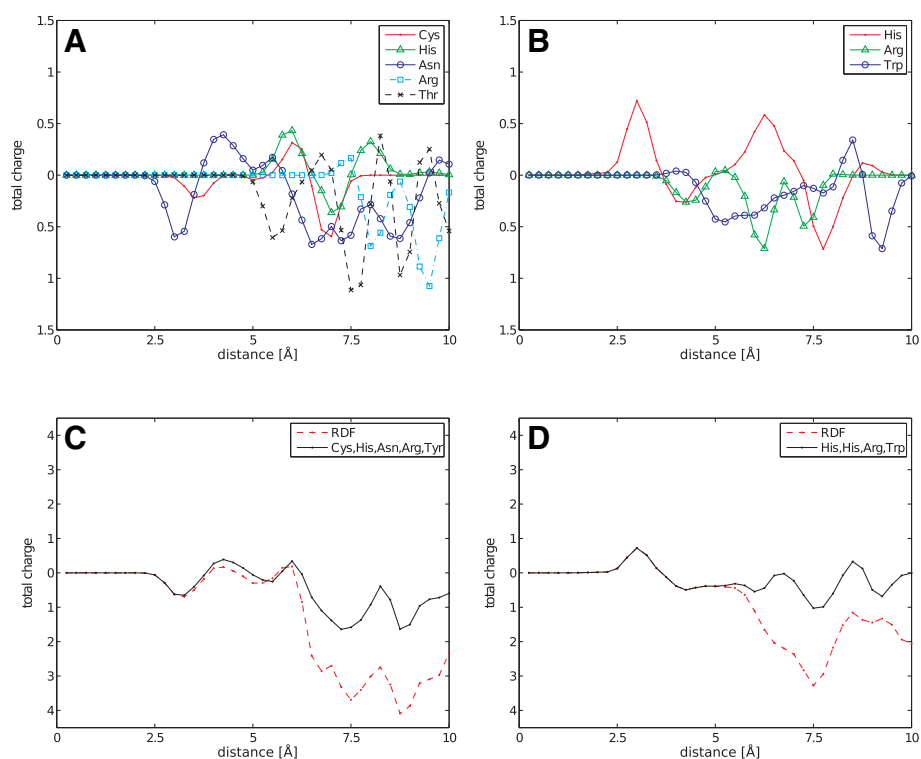 A
Cys
His
Asn
Arg
Thr
1.5
1
0.5
0
0.5
1
1.5
total charge
0 2.5 5 7.5 10
distance [Å]
B
His
Arg
Trp
1.5
1
0.5
0
0.5
1
1.5
total charge
0 2.5 5 7.5 10
distance [Å]
C
RDF
Cys,His,Asn,Arg,Tyr
4
3
2
1
0
1
2
3
4
total charge
0 2.5 5 7.5 10
distance [Å]
D
RDF
His,His,Arg,Trp
4
3
2
1
0
1
2
3
4
total charge
0 2.5 5 7.5 10
distance [Å]